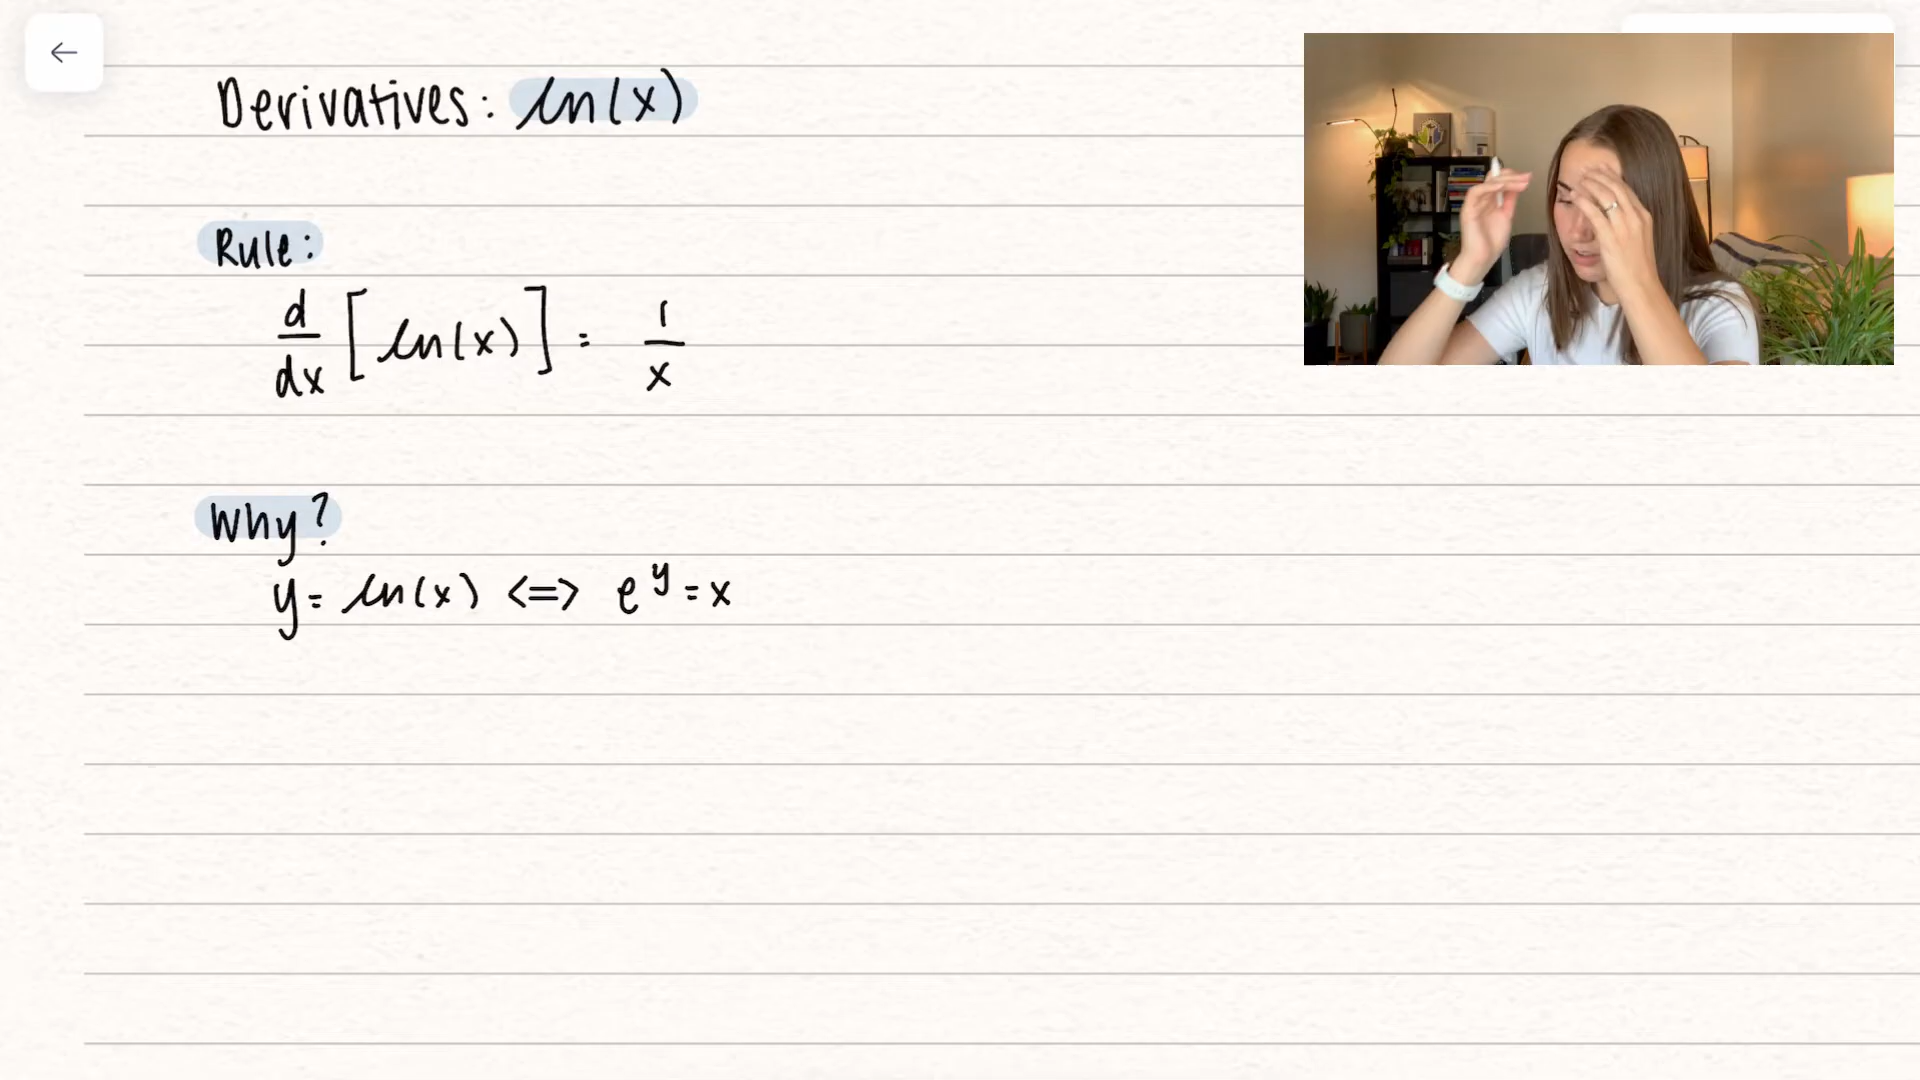 Derivatives: ln(x)
Rule:
d/dx [ln(x)] = 1/x
Why?
y = ln(x) <=> e^y = x